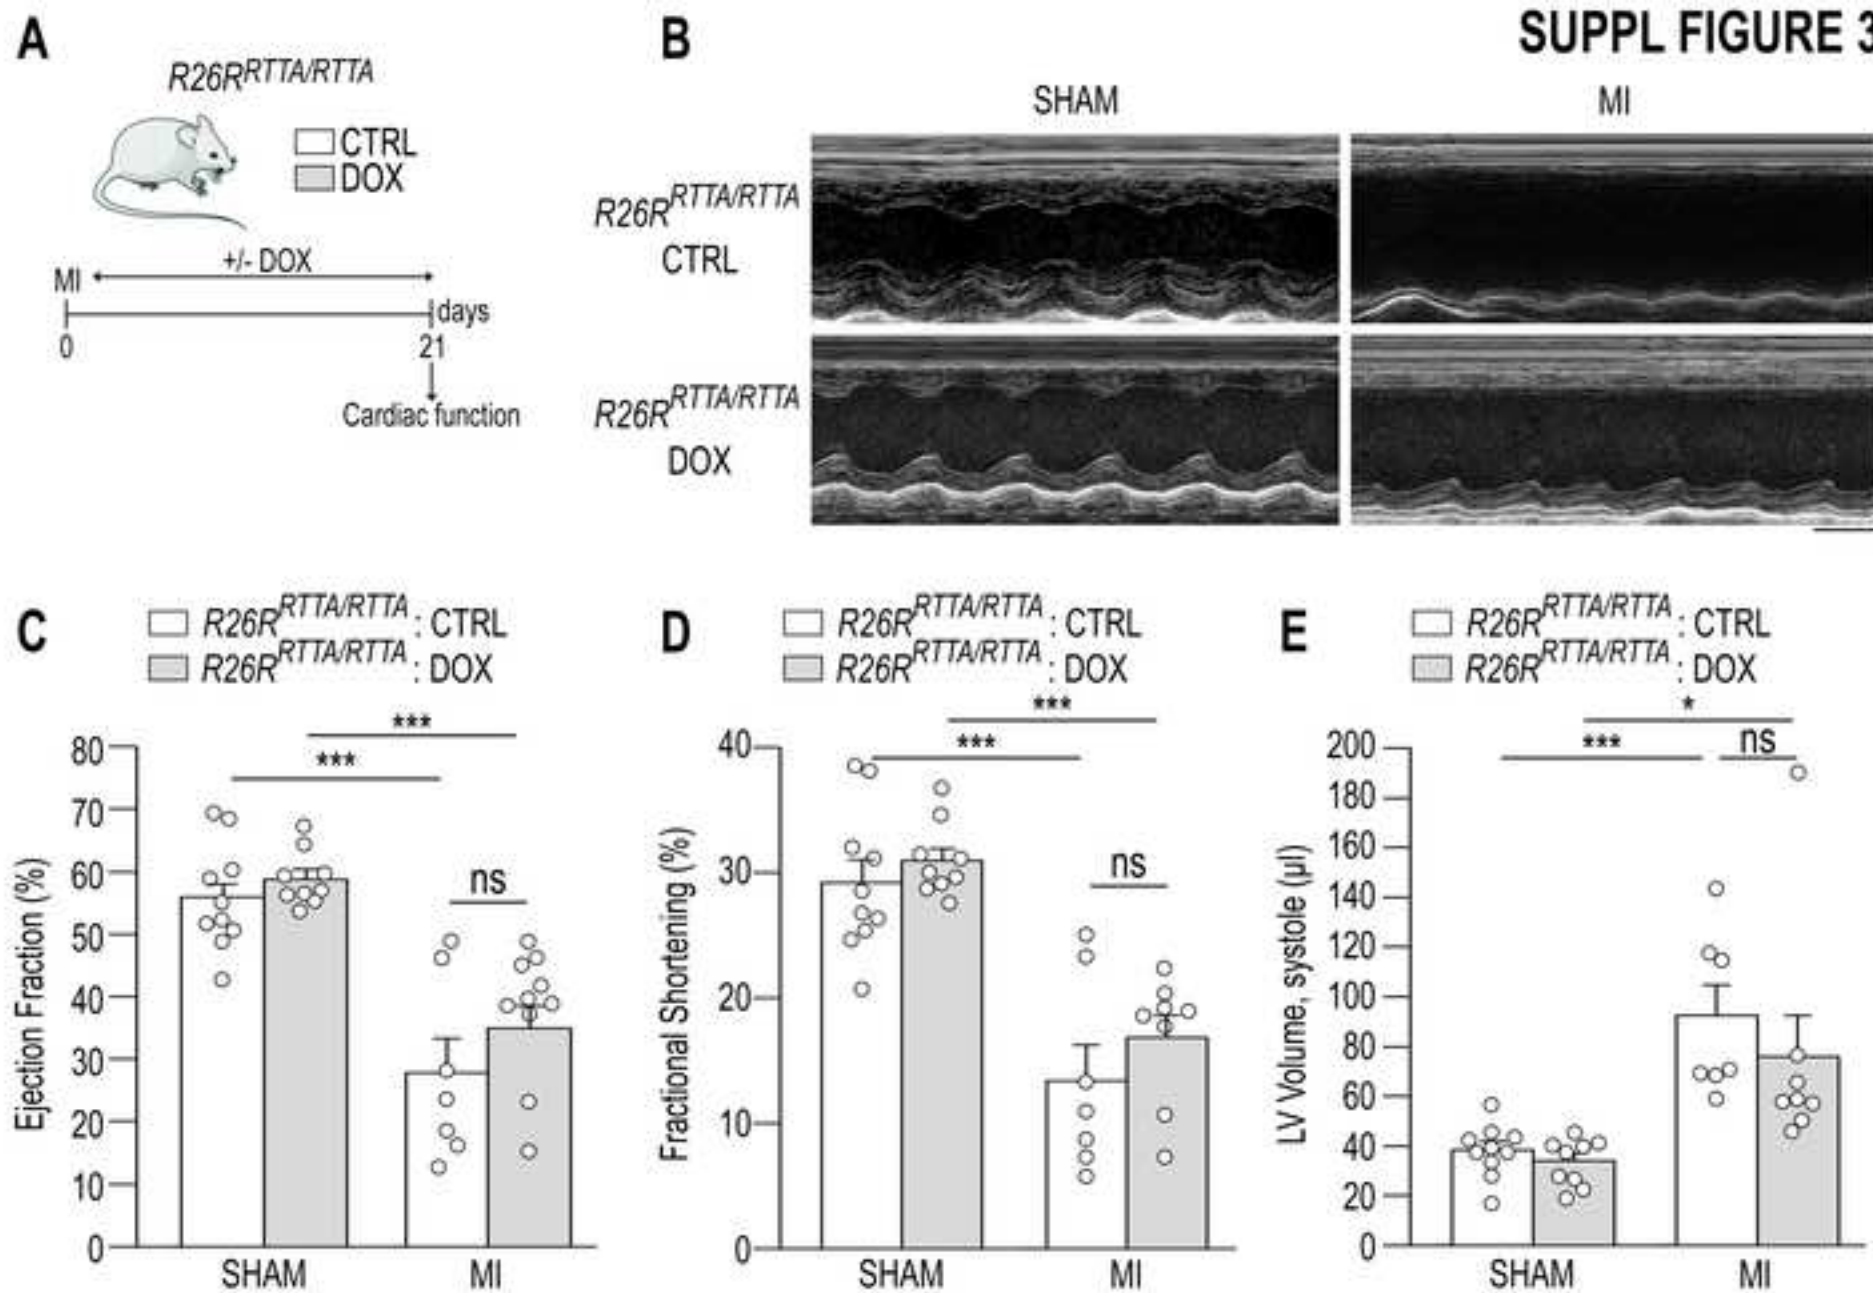 A
R26R^RTTA/RTTA
CTRL
DOX
+/- DOX
MI
days
0
21
Cardiac function
B
SUPPL FIGURE 3
SHAM
MI
R26R^RTTA/RTTA
CTRL
R26R^RTTA/RTTA
DOX
C
R26R^RTTA/RTTA : CTRL
R26R^RTTA/RTTA : DOX
***
***
ns
Ejection Fraction (%)
80
70
60
50
40
30
20
10
0
SHAM
MI
D
R26R^RTTA/RTTA : CTRL
R26R^RTTA/RTTA : DOX
***
***
ns
Fractional Shortening (%)
40
30
20
10
0
SHAM
MI
E
R26R^RTTA/RTTA : CTRL
R26R^RTTA/RTTA : DOX
*
***
ns
LV Volume, systole (µl)
200
180
160
140
120
100
80
60
40
20
0
SHAM
MI